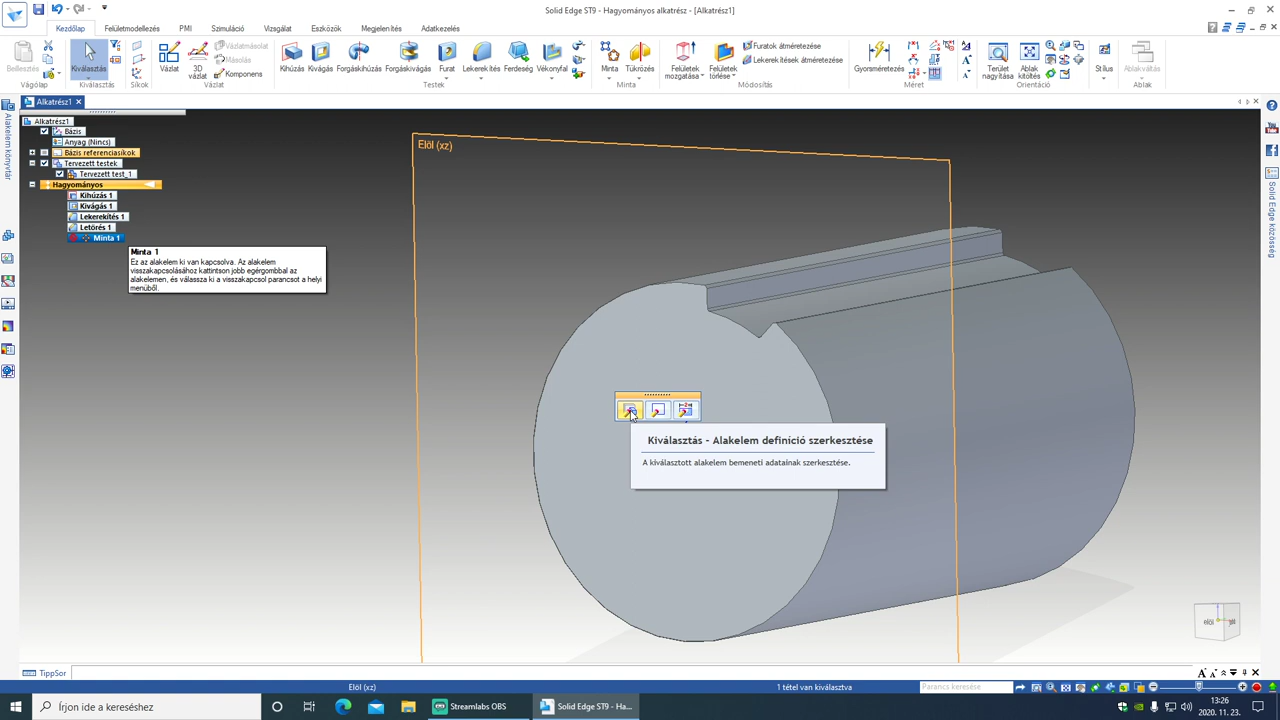 Solid Edge ST9 - Hagyományos alkatrész - [Alkatrész1]
Kezdőlap Felületmodellezés PMI Szimuláció Vizsgálat Eszközök Megjelenítés Adatkezelés
Beillesztés
Kiválasztás
Vázlat
3D vázlat
Vázlatmásolat
Másolás
Komponens
Kihúzás Kivágás Forgáskihúzás Forgáskivágás Furat Lekerekítés Ferdeség Vékonyfal
Minta Tükrözés
Felületek mozgatása
Felületek törlése
Furatok átméretezése
Lekerekítések átméretezése
Gyorsméretezés
Terület nagyítása
Ablak kitöltés
Stílus
Ablakváltás
Vágólap Kiválasztás Síkok Vázlat Testek Minta Módosítás Méret Orientáció Ablak
Alkatrész1
Alakelem könyvtár
Alkatrész1
Bázis
Anyag (Nincs)
Bázis referenciasíkok
Tervezett testek
Tervezett test_1
Hagyományos
Kihúzás 1
Kivágás 1
Lekerekítés 1
Letörés 1
Minta 1
Minta 1
Ez az alakelem ki van kapcsolva. Az alakelem
visszakapcsolásához kattintson jobb egérgombbal az
alakelemen, és válassza ki a visszakapcsol parancsot a helyi
menüből.
Elöl (xz)
Kiválasztás - Alakelem definíció szerkesztése
A kiválasztott alakelem bemeneti adatainak szerkesztése.
Solid Edge közösség
elöl
TippSor
Elöl (xz)
1 tétel van kiválasztva
Parancs keresése
Írjon ide a kereséshez
Streamlabs OBS
Solid Edge ST9 - Ha...
13:26
2020. 11. 23.